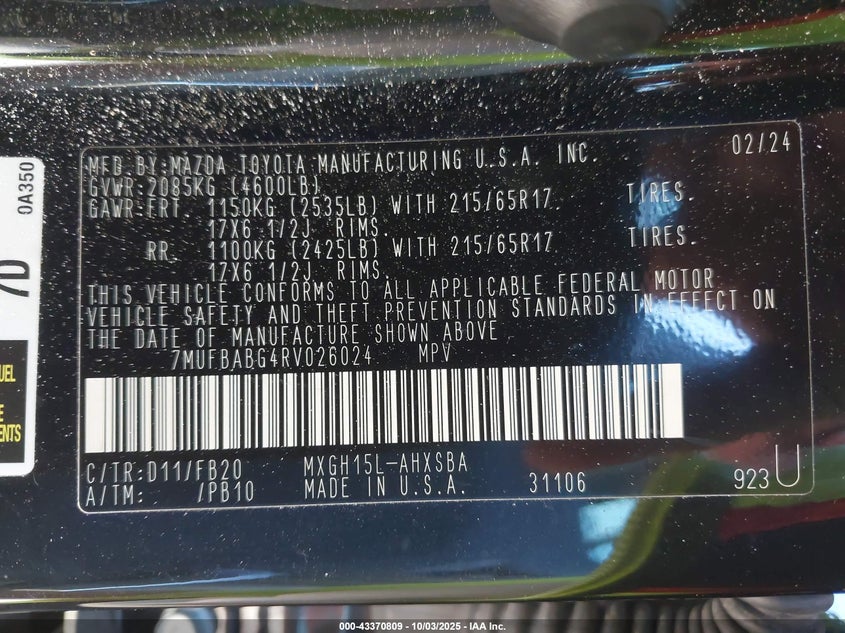 MFD.BY:MAZDA TOYOTA MANUFACTURING U.S.A. INC. 02/24
GVWR:2085KG (4600LB)
GAWR:FRT. 1150KG (2535LB) WITH 215/65R17 TIRES.
17X6 1/2J RIMS.
RR 1100KG (2425LB) WITH 215/65R17 TIRES.
17X6 1/2J RIMS.
THIS VEHICLE CONFORMS TO ALL APPLICABLE FEDERAL MOTOR
VEHICLE SAFETY AND THEFT PREVENTION STANDARDS IN EFFECT ON
THE DATE OF MANUFACTURE SHOWN ABOVE
7MUFBABG4RV026024 MPV
C/TR:D11/FB20 MXGH15L-AHXSBA
A/TM: /PB10 MADE IN U.S.A. 31106 923U
0A350
7D
000-43370809 - 10/03/2025 - IAA Inc.